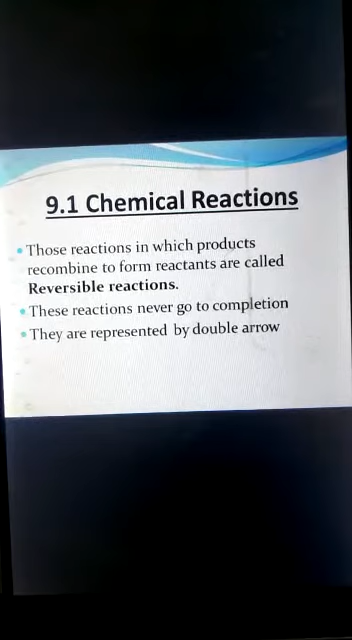 9.1 Chemical Reactions
• Those reactions in which products
recombine to form reactants are called
Reversible reactions.
• These reactions never go to completion
• They are represented by double arrow